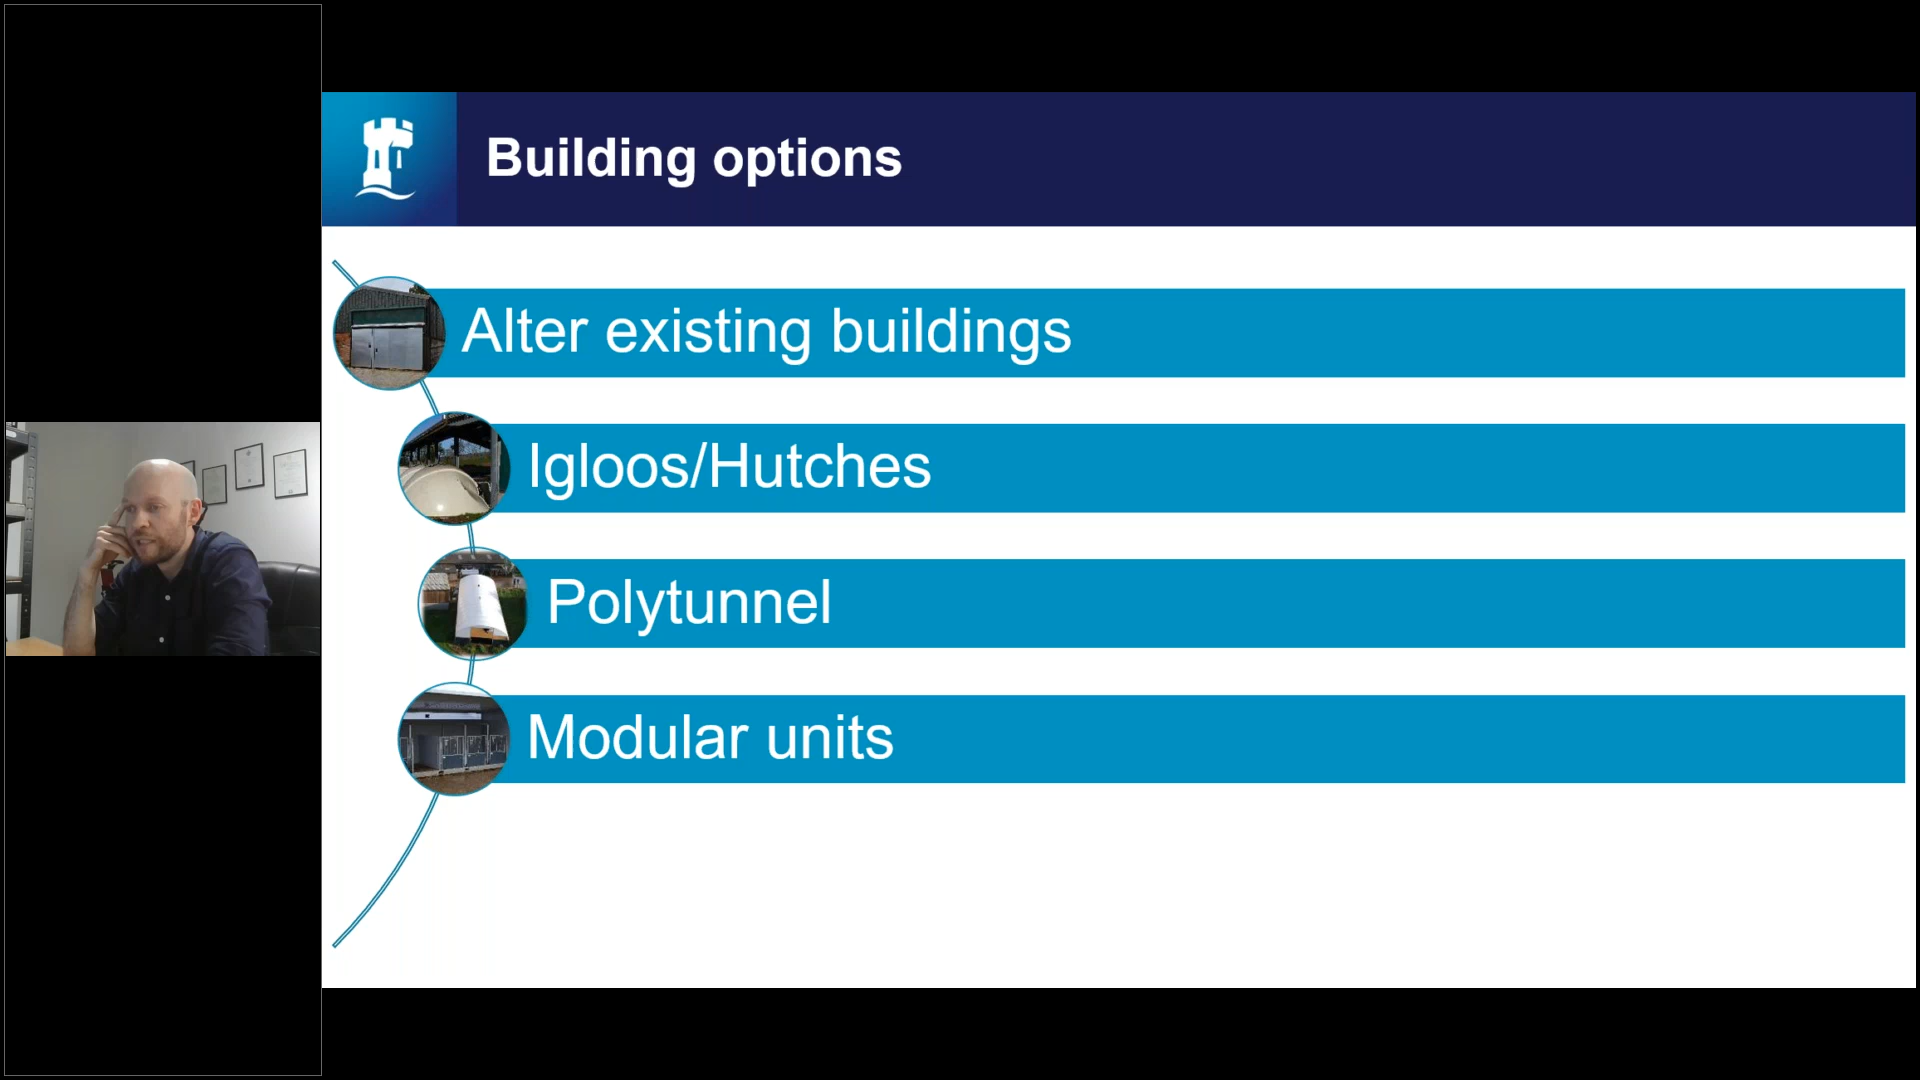 Building options
Alter existing buildings
Igloos/Hutches
Polytunnel
Modular units